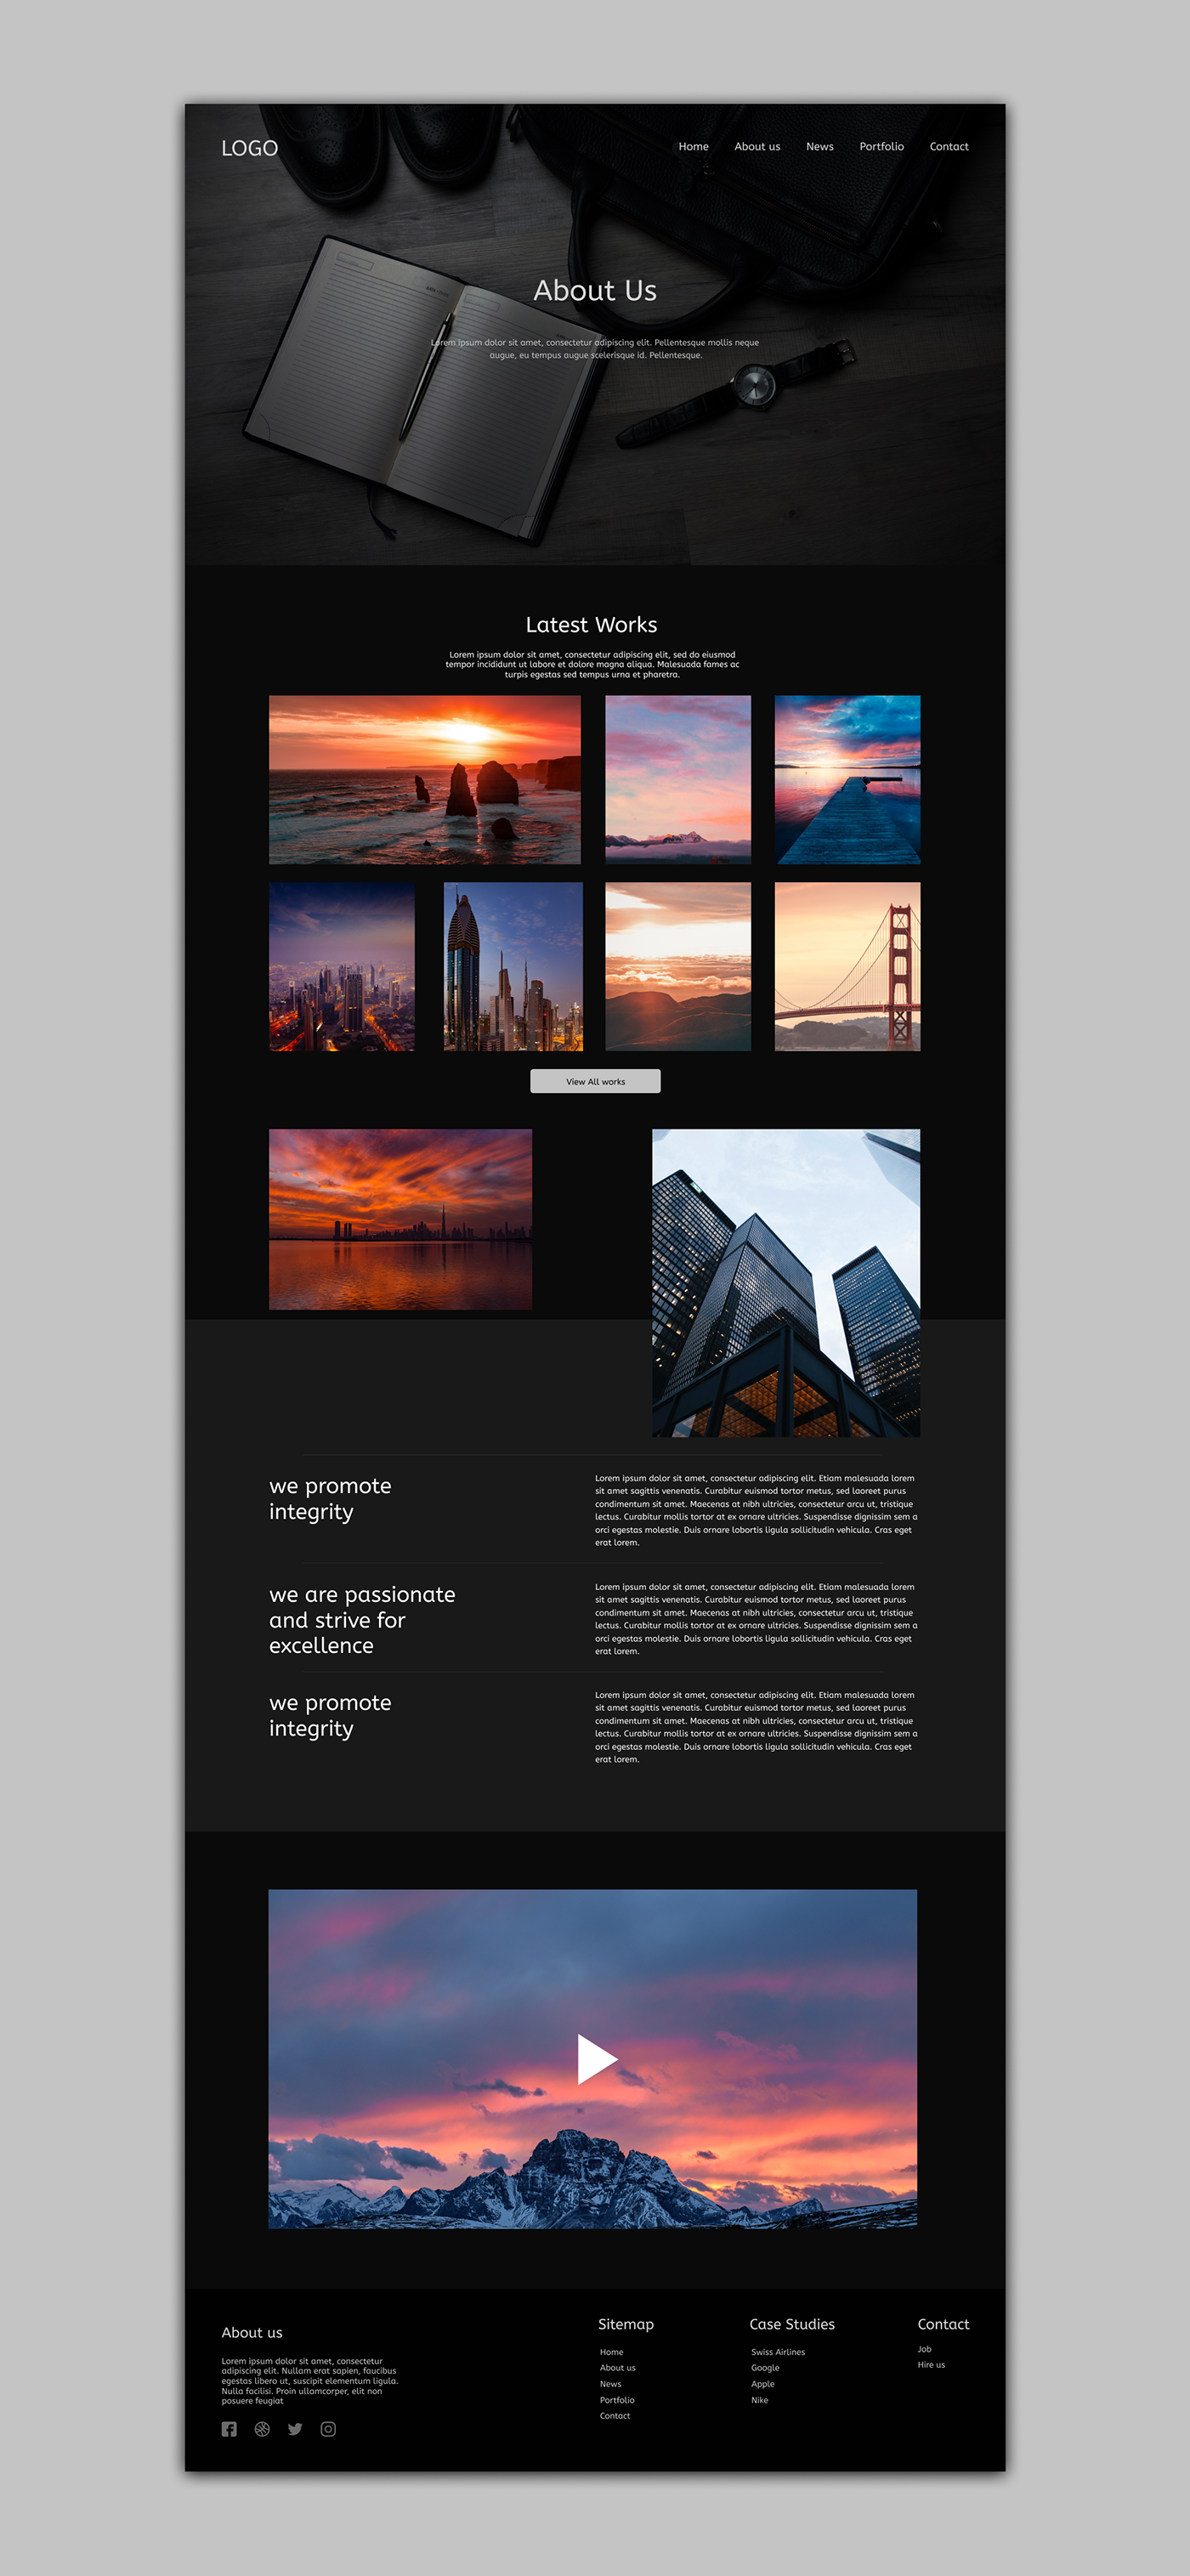 LOGO
Home About us News Portfolio Contact
About Us
Lorem ipsum dolor sit amet, consectetur adipiscing elit. Pellentesque mollis neque
augue, eu tempus augue scelerisque id. Pellentesque.
Latest Works
Lorem ipsum dolor sit amet, consectetur adipiscing elit, sed do eiusmod
tempor incididunt ut labore et dolore magna aliqua. Malesuada fames ac
turpis egestas sed tempus urna et pharetra.
View All works
we promote
integrity
Lorem ipsum dolor sit amet, consectetur adipiscing elit. Etiam malesuada lorem
sit amet sagittis venenatis. Curabitur euismod tortor metus, sed laoreet purus
condimentum sit amet. Maecenas at nibh ultricies, consectetur arcu ut, tristique
lectus. Curabitur mollis tortor at ex ornare ultricies. Suspendisse dignissim sem a
orci egestas molestie. Duis ornare lobortis ligula sollicitudin vehicula. Cras eget
erat lorem.
we are passionate
and strive for
excellence
Lorem ipsum dolor sit amet, consectetur adipiscing elit. Etiam malesuada lorem
sit amet sagittis venenatis. Curabitur euismod tortor metus, sed laoreet purus
condimentum sit amet. Maecenas at nibh ultricies, consectetur arcu ut, tristique
lectus. Curabitur mollis tortor at ex ornare ultricies. Suspendisse dignissim sem a
orci egestas molestie. Duis ornare lobortis ligula sollicitudin vehicula. Cras eget
erat lorem.
we promote
integrity
Lorem ipsum dolor sit amet, consectetur adipiscing elit. Etiam malesuada lorem
sit amet sagittis venenatis. Curabitur euismod tortor metus, sed laoreet purus
condimentum sit amet. Maecenas at nibh ultricies, consectetur arcu ut, tristique
lectus. Curabitur mollis tortor at ex ornare ultricies. Suspendisse dignissim sem a
orci egestas molestie. Duis ornare lobortis ligula sollicitudin vehicula. Cras eget
erat lorem.
About us
Lorem ipsum dolor sit amet, consectetur
adipiscing elit. Nullam erat sapien, faucibus
egestas libero ut, suscipit elementum ligula.
Nulla facilisi. Proin ullamcorper, elit non
posuere feugiat
Sitemap
Home
About us
News
Portfolio
Contact
Case Studies
Swiss Airlines
Google
Apple
Nike
Contact
Job
Hire us